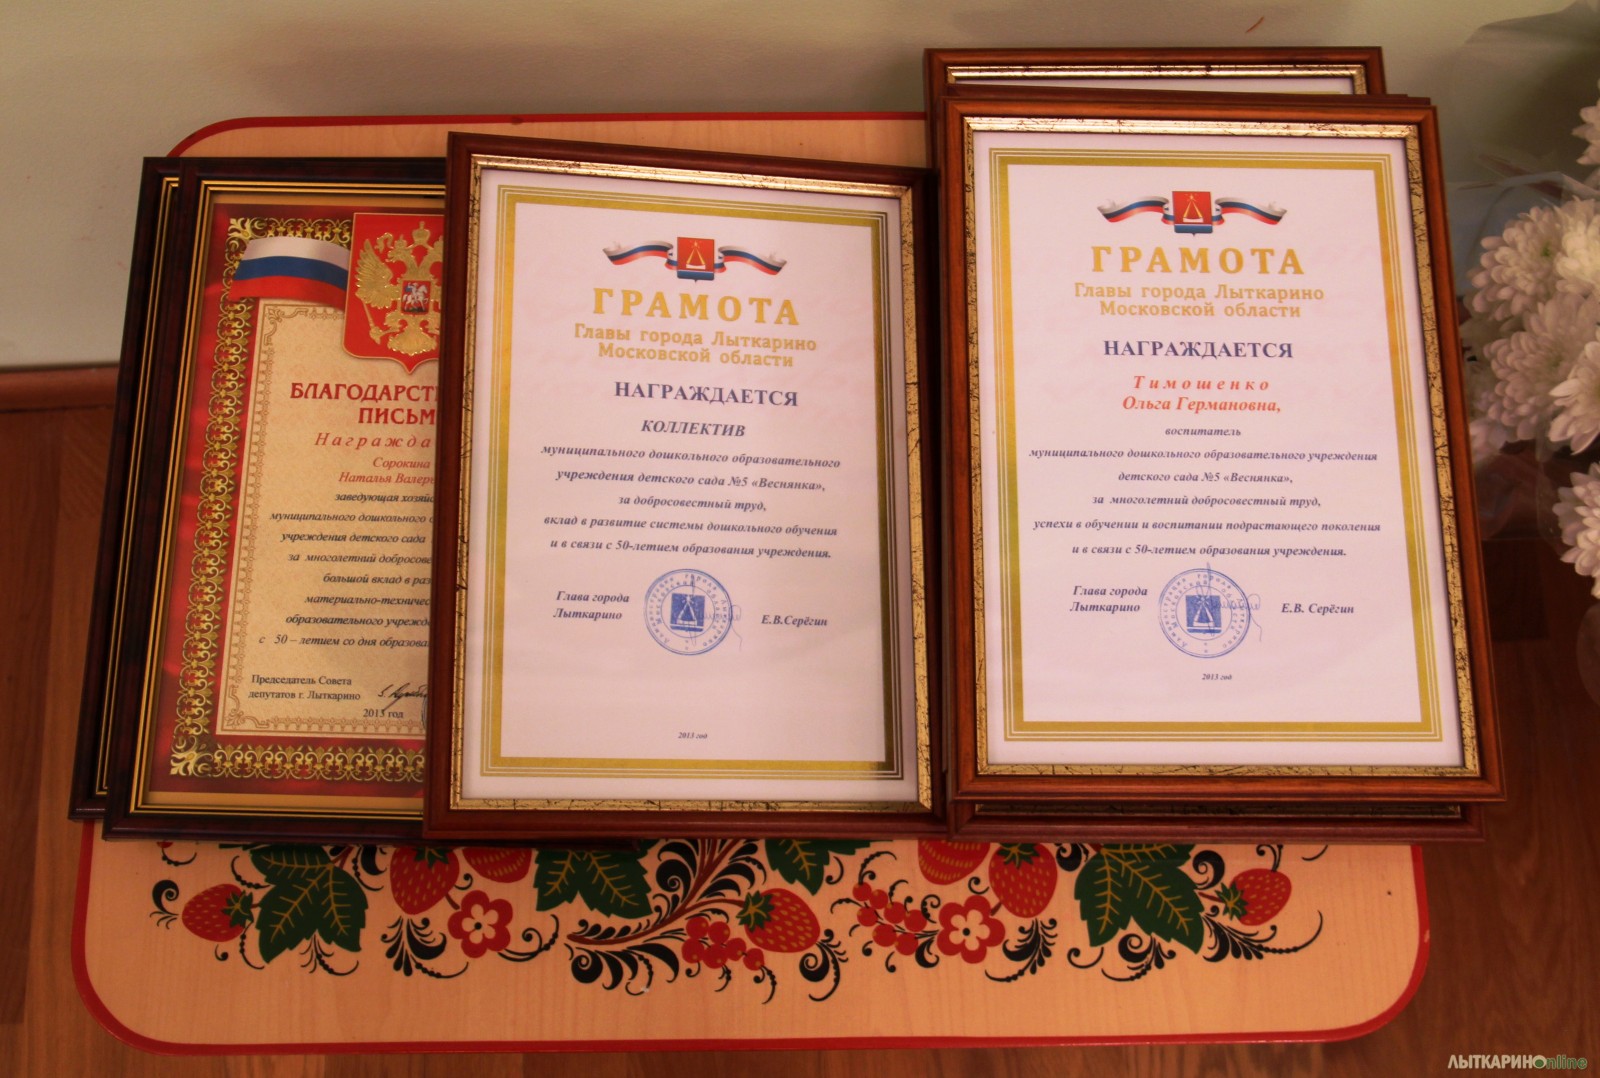 БЛАГОДАРСТ
ПИСЬМ
Награжда
Сорокина
Наталья Валер
заведующая хозяйс
муниципального дошкольного
учреждения детского сада
за многолетний добросове
большой вклад в раз
материально-техничес
образовательного учрежд
с 50 – летием со дня образова
Председатель Совета
депутатов г. Лыткарино
2013 год
ГРАМОТА
Главы города Лыткарино
Московской области
НАГРАЖДАЕТСЯ
КОЛЛЕКТИВ
муниципального дошкольного образовательного
учреждения детского сада №5 «Веснянка»,
за добросовестный труд,
вклад в развитие системы дошкольного обучения
и в связи с 50-летием образования учреждения.
Глава города
Лыткарино
Е.В.Серёгин
2013 год
ГРАМОТА
Главы города Лыткарино
Московской области
НАГРАЖДАЕТСЯ
Тимошенко
Ольга Германовна,
воспитатель
муниципального дошкольного образовательного учреждения
детского сада №5 «Веснянка»,
за многолетний добросовестный труд,
успехи в обучении и воспитании подрастающего поколения
и в связи с 50-летием образования учреждения.
Глава города
Лыткарино
Е.В. Серёгин
2013 год
ЛЫТКАРИНОonline